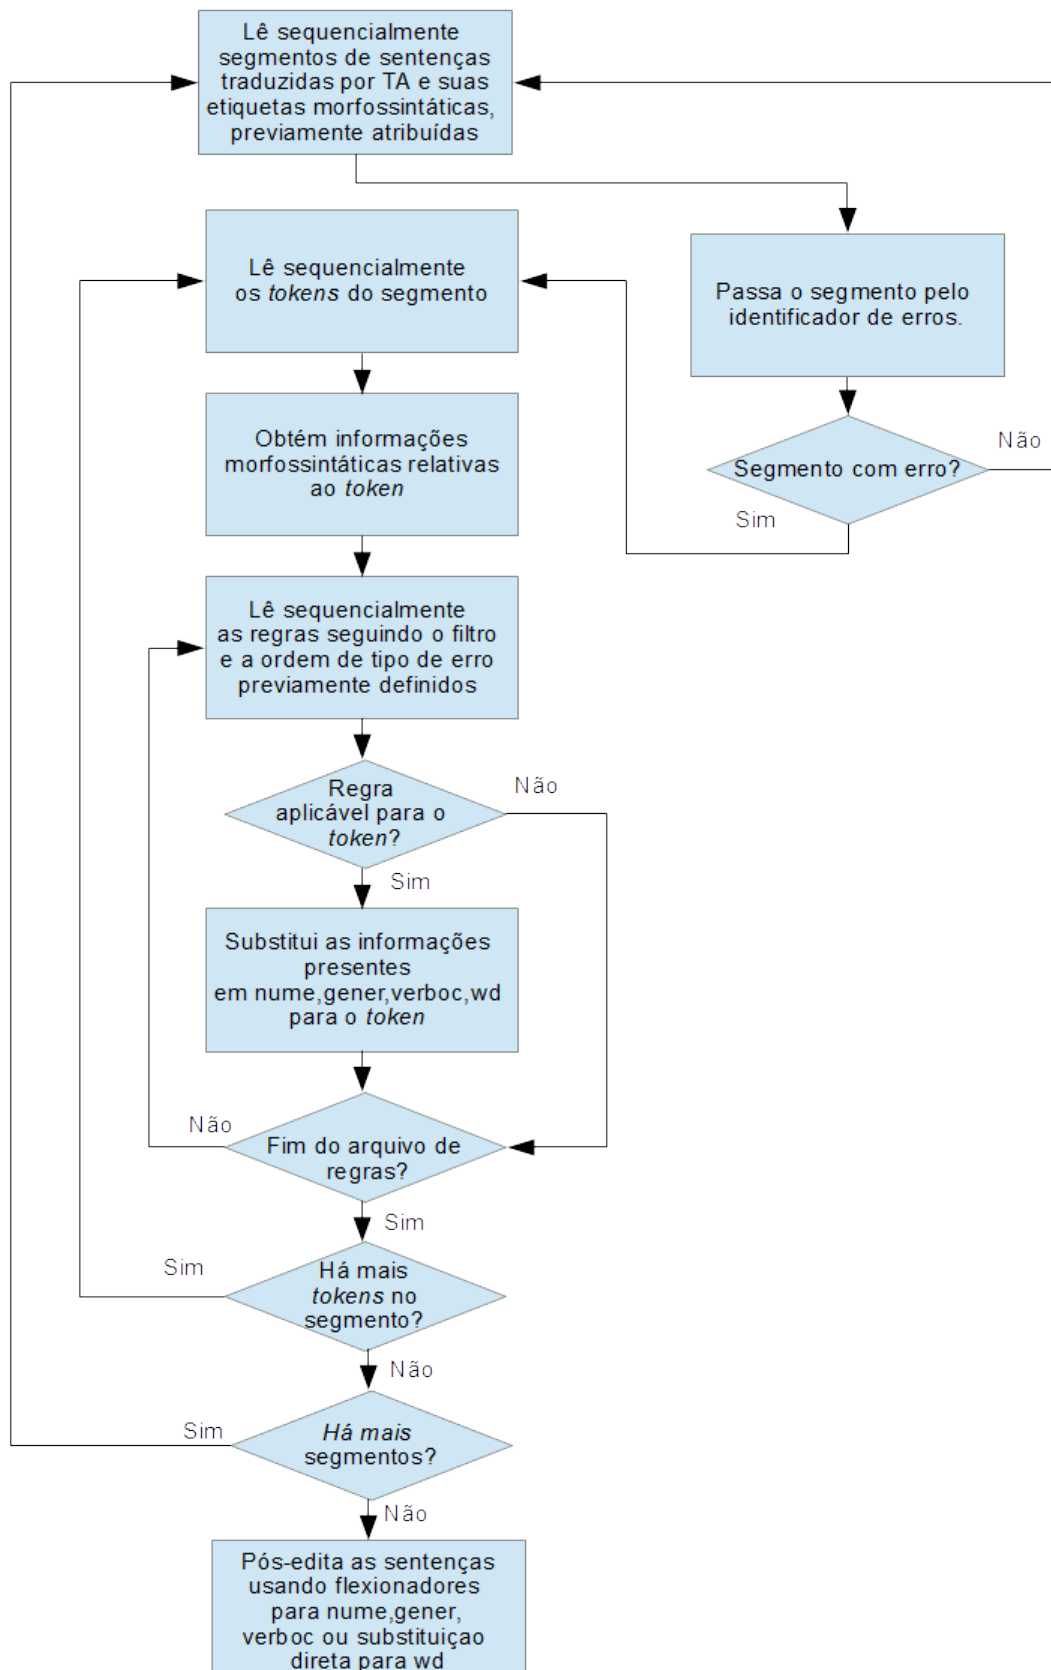 Lê sequencialmente
segmentos de sentenças
traduzidas por TA e suas
etiquetas morfossintáticas,
previamente atribuídas
Passa o segmento pelo
identificador de erros.
Segmento com erro?
Não
Sim
Lê sequencialmente
os tokens do segmento
Obtém informações
morfossintáticas relativas
ao token
Lê sequencialmente
as regras seguindo o filtro
e a ordem de tipo de erro
previamente definidos
Regra
aplicável para o
token?
Não
Sim
Substitui as informações
presentes
em nume,gener,verboc,wd
para o token
Não
Fim do arquivo de
regras?
Sim
Sim
Há mais
tokens no
segmento?
Não
Sim
Há mais
segmentos?
Não
Pós-edita as sentenças
usando flexionadores
para nume,gener,
verboc ou substituiçao
direta para wd